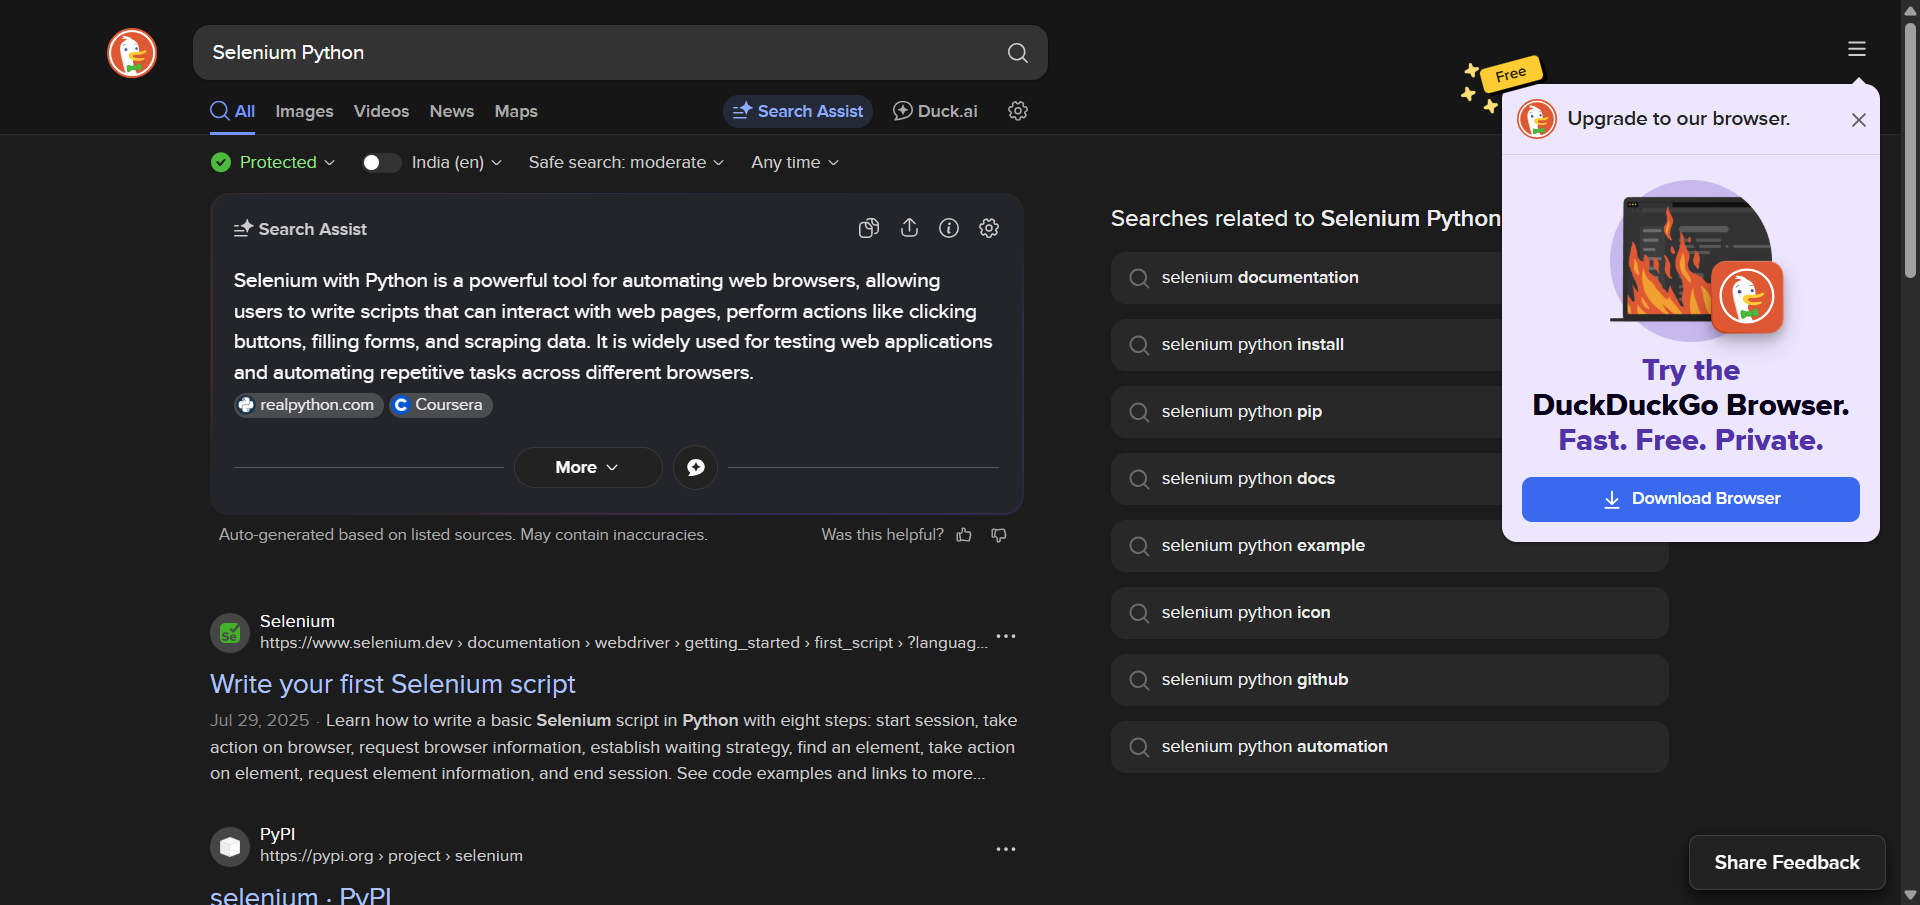 Selenium Python
All Images Videos News Maps Search Assist Duck.ai
Protected India (en) Safe search: moderate Any time
Search Assist
Selenium with Python is a powerful tool for automating web browsers, allowing
users to write scripts that can interact with web pages, perform actions like clicking
buttons, filling forms, and scraping data. It is widely used for testing web applications
and automating repetitive tasks across different browsers.
realpython.com Coursera
More
Auto-generated based on listed sources. May contain inaccuracies. Was this helpful?
Selenium
https://www.selenium.dev › documentation › webdriver › getting_started › first_script › ?languag...
Write your first Selenium script
Jul 29, 2025 · Learn how to write a basic Selenium script in Python with eight steps: start session, take
action on browser, request browser information, establish waiting strategy, find an element, take action
on element, request element information, and end session. See code examples and links to more...
PyPI
https://pypi.org › project › selenium
selenium · PyPI
Searches related to Selenium Python
selenium documentation
selenium python install
selenium python pip
selenium python docs
selenium python example
selenium python icon
selenium python github
selenium python automation
Free
Upgrade to our browser.
Try the
DuckDuckGo Browser.
Fast. Free. Private.
Download Browser
Share Feedback